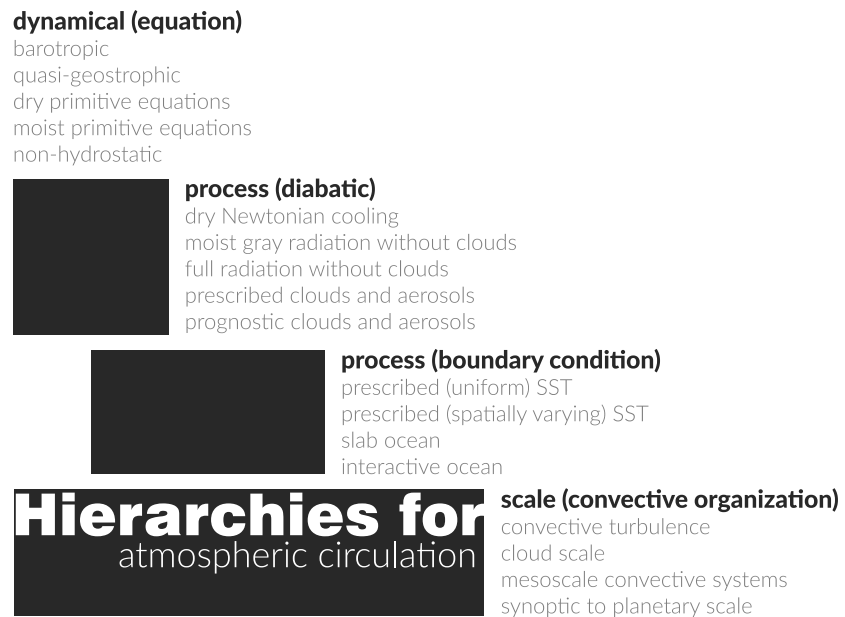 dynamical (equation)
barotropic
quasi-geostrophic
dry primitive equations
moist primitive equations
non-hydrostatic
process (diabatic)
dry Newtonian cooling
moist gray radiation without clouds
full radiation without clouds
prescribed clouds and aerosols
prognostic clouds and aerosols
process (boundary condition)
prescribed (uniform) SST
prescribed (spatially varying) SST
slab ocean
interactive ocean
Hierarchies for
atmospheric circulation
scale (convective organization)
convective turbulence
cloud scale
mesoscale convective systems
synoptic to planetary scale